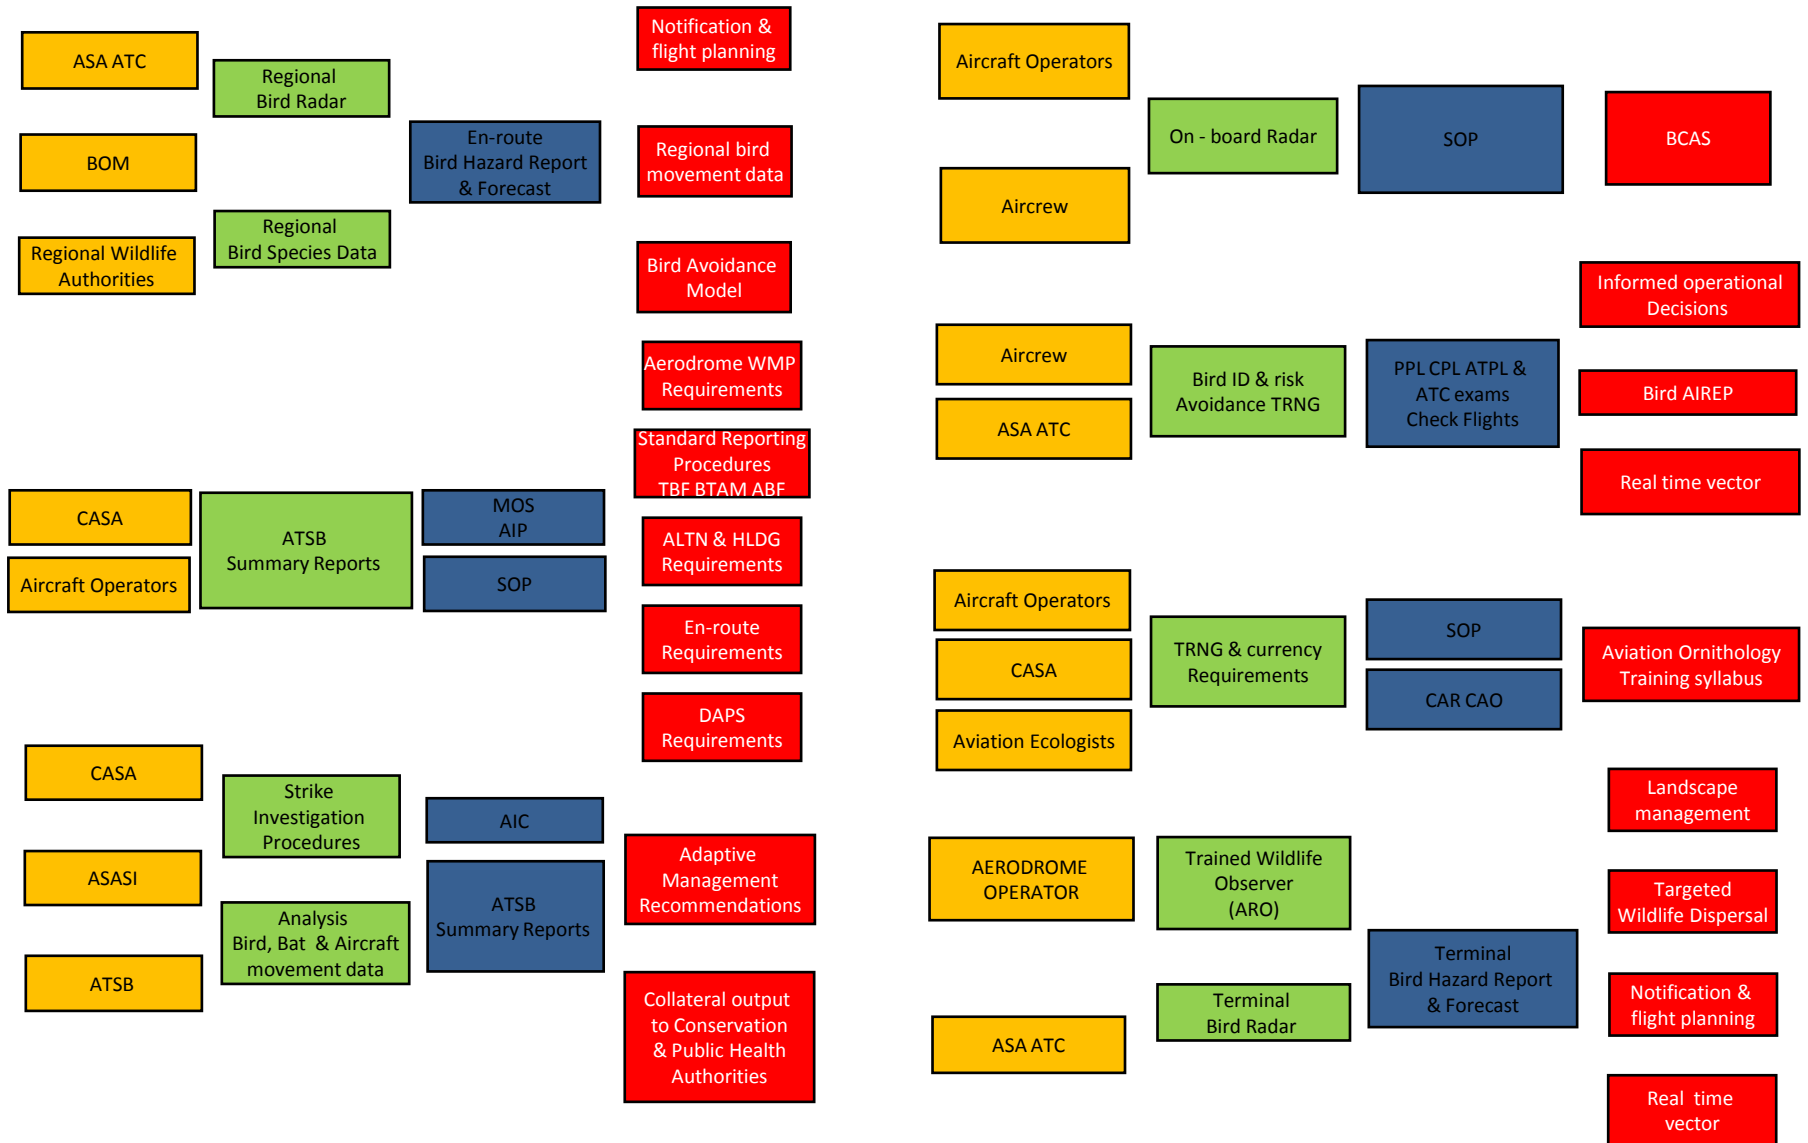 ASA ATC
BOM
Regional Wildlife
Authorities
Regional
Bird Radar
Regional
Bird Species Data
En-route
Bird Hazard Report
& Forecast
Notification &
flight planning
Regional bird
movement data
Bird Avoidance
Model
CASA
Aircraft Operators
ATSB
Summary Reports
MOS
AIP
SOP
Aerodrome WMP
Requirements
Standard Reporting
Procedures
TBF BTAM ABF
ALTN & HLDG
Requirements
En-route
Requirements
DAPS
Requirements
CASA
ASASI
ATSB
Strike
Investigation
Procedures
Analysis
Bird, Bat & Aircraft
movement data
AIC
ATSB
Summary Reports
Adaptive
Management
Recommendations
Collateral output
to Conservation
& Public Health
Authorities
Aircraft Operators
Aircrew
On - board Radar
SOP
BCAS
Aircrew
ASA ATC
Bird ID & risk
Avoidance TRNG
PPL CPL ATPL &
ATC exams
Check Flights
Informed operational
Decisions
Bird AIREP
Real time vector
Aircraft Operators
CASA
Aviation Ecologists
TRNG & currency
Requirements
SOP
CAR CAO
Aviation Ornithology
Training syllabus
AERODROME
OPERATOR
ASA ATC
Trained Wildlife
Observer
(ARO)
Terminal
Bird Radar
Terminal
Bird Hazard Report
& Forecast
Landscape
management
Targeted
Wildlife Dispersal
Notification &
flight planning
Real time
vector